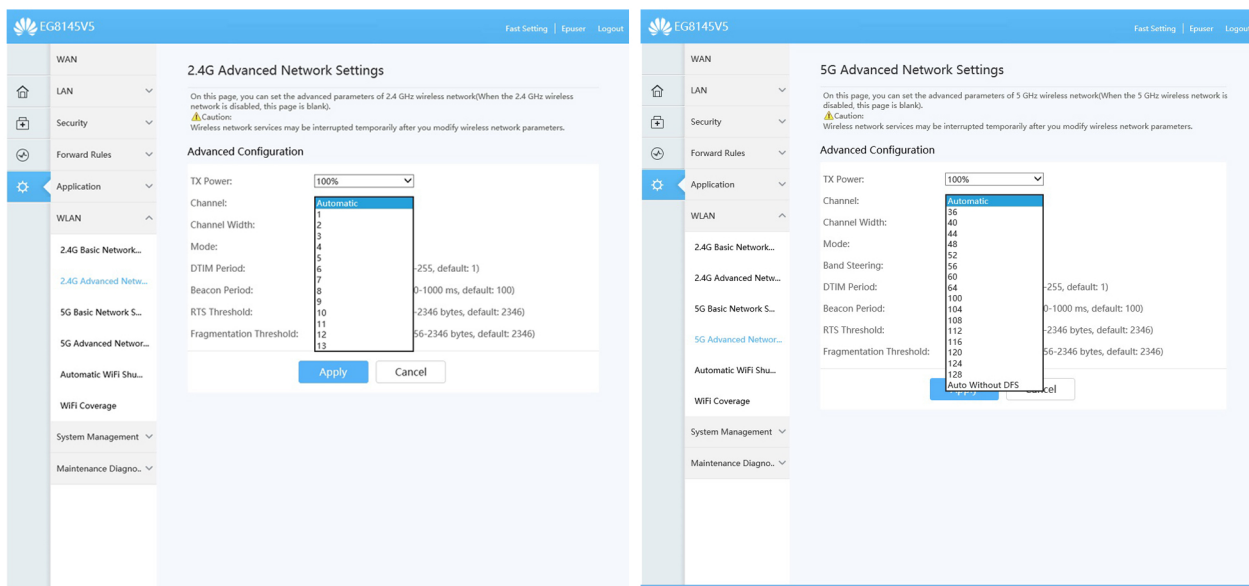 EG8145V5
Fast Setting | Epuser Logout
WAN
LAN
Security
Forward Rules
Application
WLAN
2.4G Basic Network...
2.4G Advanced Netw...
5G Basic Network S...
5G Advanced Networ...
Automatic WiFi Shu...
WiFi Coverage
System Management
Maintenance Diagno..
2.4G Advanced Network Settings
On this page, you can set the advanced parameters of 2.4 GHz wireless network(When the 2.4 GHz wireless
network is disabled, this page is blank).
Caution:
Wireless network services may be interrupted temporarily after you modify wireless network parameters.
Advanced Configuration
TX Power: 100%
Channel: Automatic
1
2
3
4
5
6
7
8
9
10
11
12
13
Channel Width:
Mode:
DTIM Period: -255, default: 1)
Beacon Period: 0-1000 ms, default: 100)
RTS Threshold: -2346 bytes, default: 2346)
Fragmentation Threshold: 56-2346 bytes, default: 2346)
Apply Cancel
EG8145V5
Fast Setting | Epuser Logout
WAN
LAN
Security
Forward Rules
Application
WLAN
2.4G Basic Network...
2.4G Advanced Netw...
5G Basic Network S...
5G Advanced Networ...
Automatic WiFi Shu...
WiFi Coverage
System Management
Maintenance Diagno..
5G Advanced Network Settings
On this page, you can set the advanced parameters of 5 GHz wireless network(When the 5 GHz wireless network is
disabled, this page is blank).
Caution:
Wireless network services may be interrupted temporarily after you modify wireless network parameters.
Advanced Configuration
TX Power: 100%
Channel: Automatic
36
40
44
48
52
56
60
64
100
104
108
112
116
120
124
128
Auto Without DFS
Channel Width:
Mode:
Band Steering:
DTIM Period: -255, default: 1)
Beacon Period: 0-1000 ms, default: 100)
RTS Threshold: -2346 bytes, default: 2346)
Fragmentation Threshold: 56-2346 bytes, default: 2346)